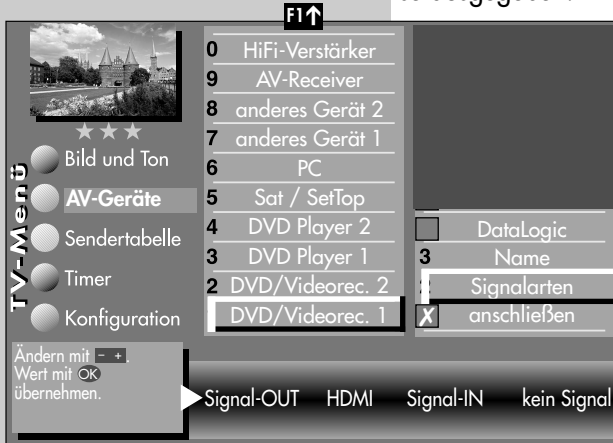 F1↑
0 HiFi-Verstärker
9 AV-Receiver
8 anderes Gerät 2
7 anderes Gerät 1
6 PC
5 Sat / SetTop
4 DVD Player 2
3 DVD Player 1
2 DVD/Videorec. 2
DVD/Videorec. 1
TV-Menü
Bild und Ton
AV-Geräte
Sendertabelle
Timer
Konfiguration
DataLogic
3 Name
Signalarten
X anschließen
Ändern mit - + .
Wert mit OK
übernehmen.
Signal-OUT HDMI Signal-IN kein Signal